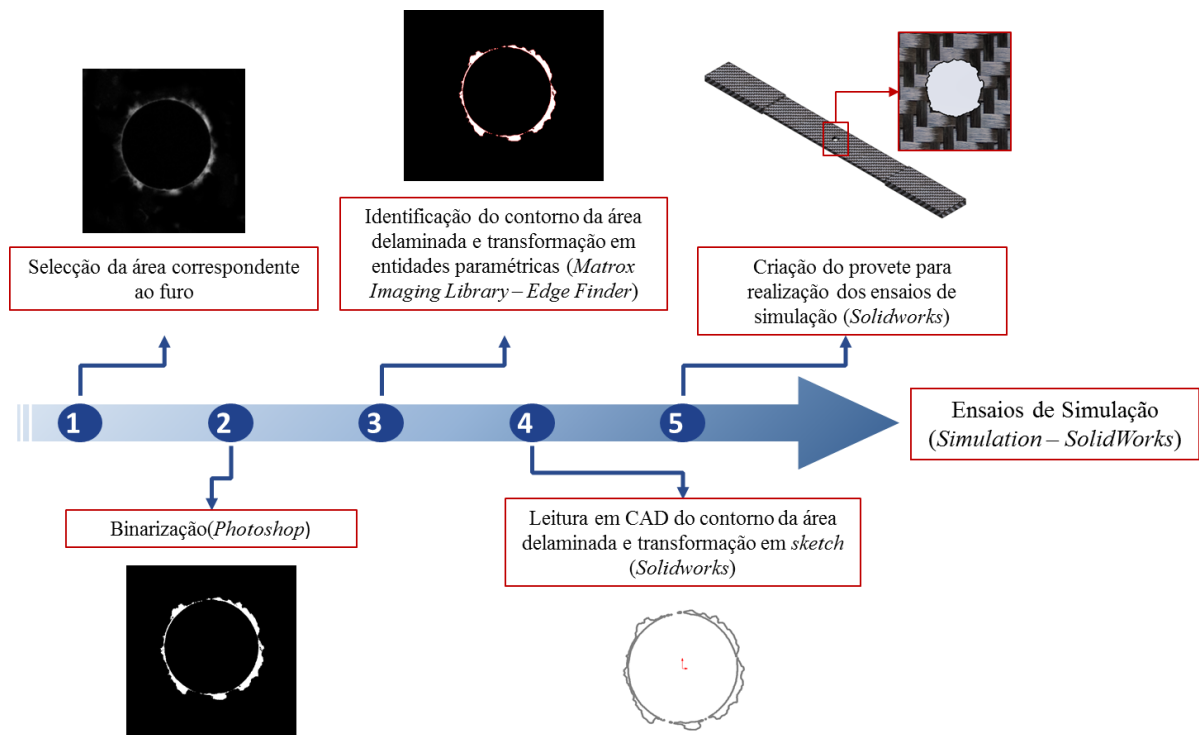 Selecção da área correspondente
ao furo
Identificação do contorno da área
delaminada e transformação em
entidades paramétricas (Matrox
Imaging Library – Edge Finder)
Criação do provete para
realização dos ensaios de
simulação (Solidworks)
1
2
3
4
5
Ensaios de Simulação
(Simulation – SolidWorks)
Binarização(Photoshop)
Leitura em CAD do contorno da área
delaminada e transformação em sketch
(Solidworks)